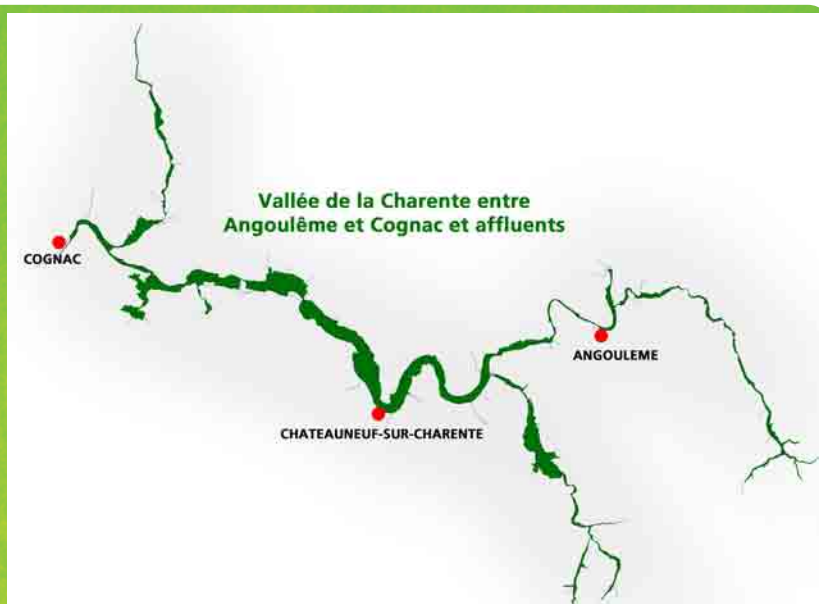 Vallée de la Charente entre
Angoulême et Cognac et affluents
COGNAC
ANGOULEME
CHATEAUNEUF-SUR-CHARENTE